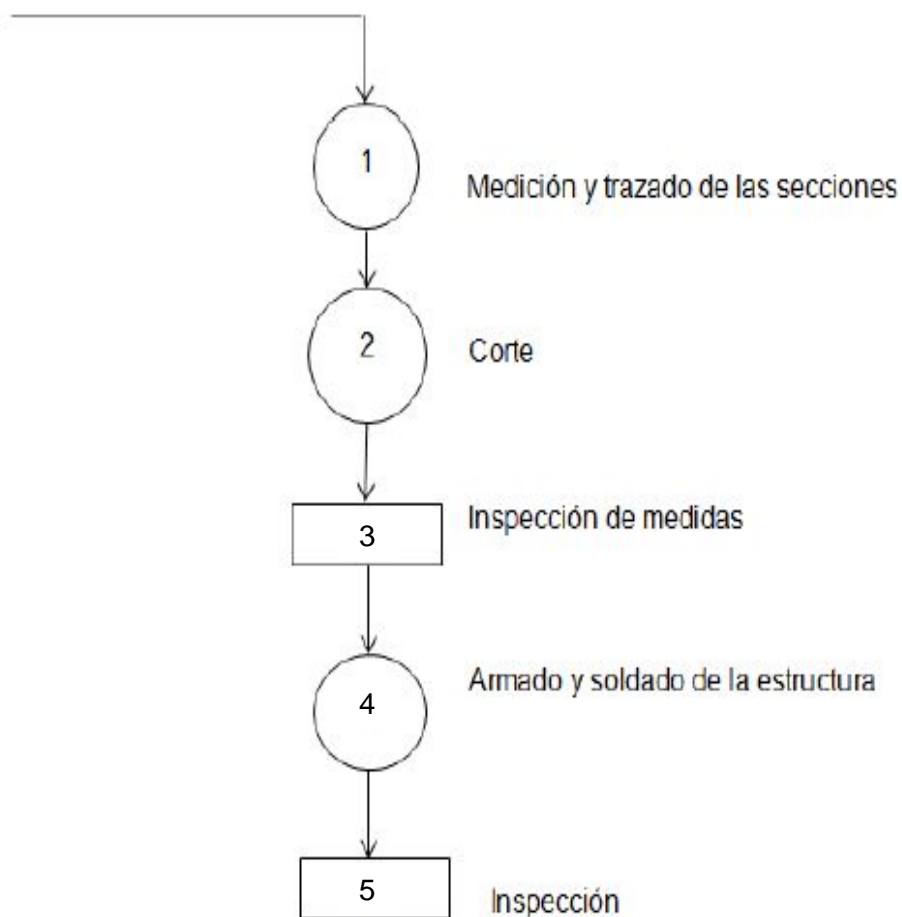 1
Medición y trazado de las secciones
2
Corte
3
Inspección de medidas
4
Armado y soldado de la estructura
5
Inspección